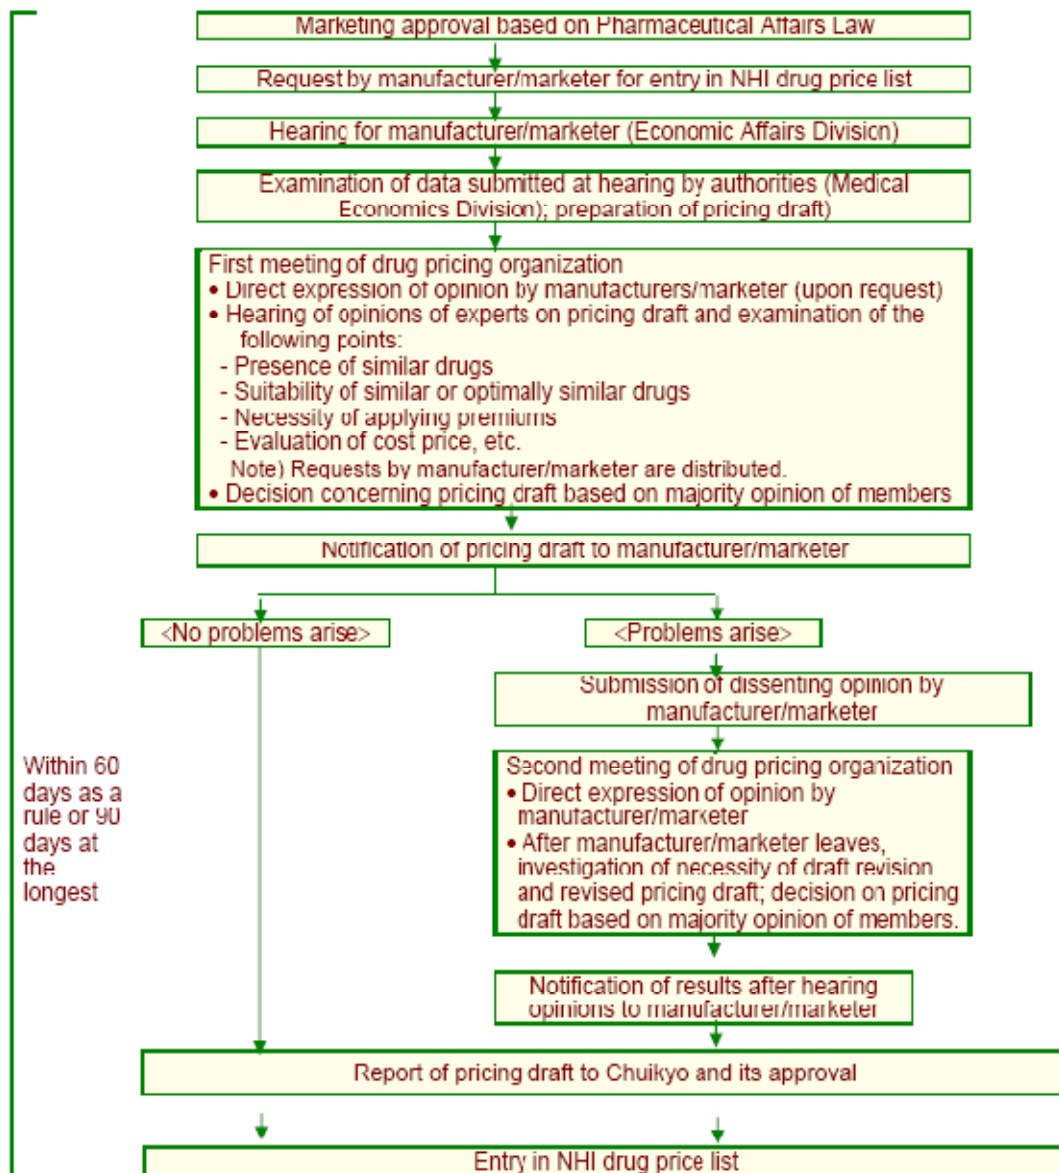 Marketing approval based on Pharmaceutical Affairs Law
Request by manufacturer/marketer for entry in NHI drug price list
Hearing for manufacturer/marketer (Economic Affairs Division)
Examination of data submitted at hearing by authorities (Medical
Economics Division); preparation of pricing draft)
First meeting of drug pricing organization
• Direct expression of opinion by manufacturers/marketer (upon request)
• Hearing of opinions of experts on pricing draft and examination of the
following points:
- Presence of similar drugs
- Suitability of similar or optimally similar drugs
- Necessity of applying premiums
- Evaluation of cost price, etc.
Note) Requests by manufacturer/marketer are distributed.
• Decision concerning pricing draft based on majority opinion of members
Notification of pricing draft to manufacturer/marketer
<No problems arise>
<Problems arise>
Submission of dissenting opinion by
manufacturer/marketer
Within 60
days as a
rule or 90
days at
the
longest
Second meeting of drug pricing organization
• Direct expression of opinion by
manufacturer/marketer
• After manufacturer/marketer leaves,
investigation of necessity of draft revision
and revised pricing draft; decision on pricing
draft based on majority opinion of members.
Notification of results after hearing
opinions to manufacturer/marketer
Report of pricing draft to Chuikyo and its approval
Entry in NHI drug price list